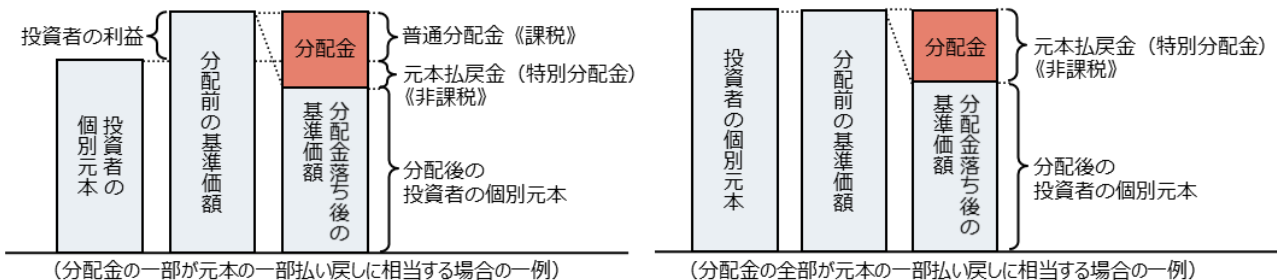 投資者の利益
投資者の
個別元本
分配前の基準価額
分配金
分配金落ち後の
基準価額
普通分配金《課税》
元本払戻金（特別分配金）
《非課税》
分配後の
投資者の個別元本
（分配金の一部が元本の一部払い戻しに相当する場合の一例）
投資者の個別元本
分配前の基準価額
分配金
分配金落ち後の
基準価額
元本払戻金（特別分配金）
《非課税》
分配後の
投資者の個別元本
（分配金の全部が元本の一部払い戻しに相当する場合の一例）